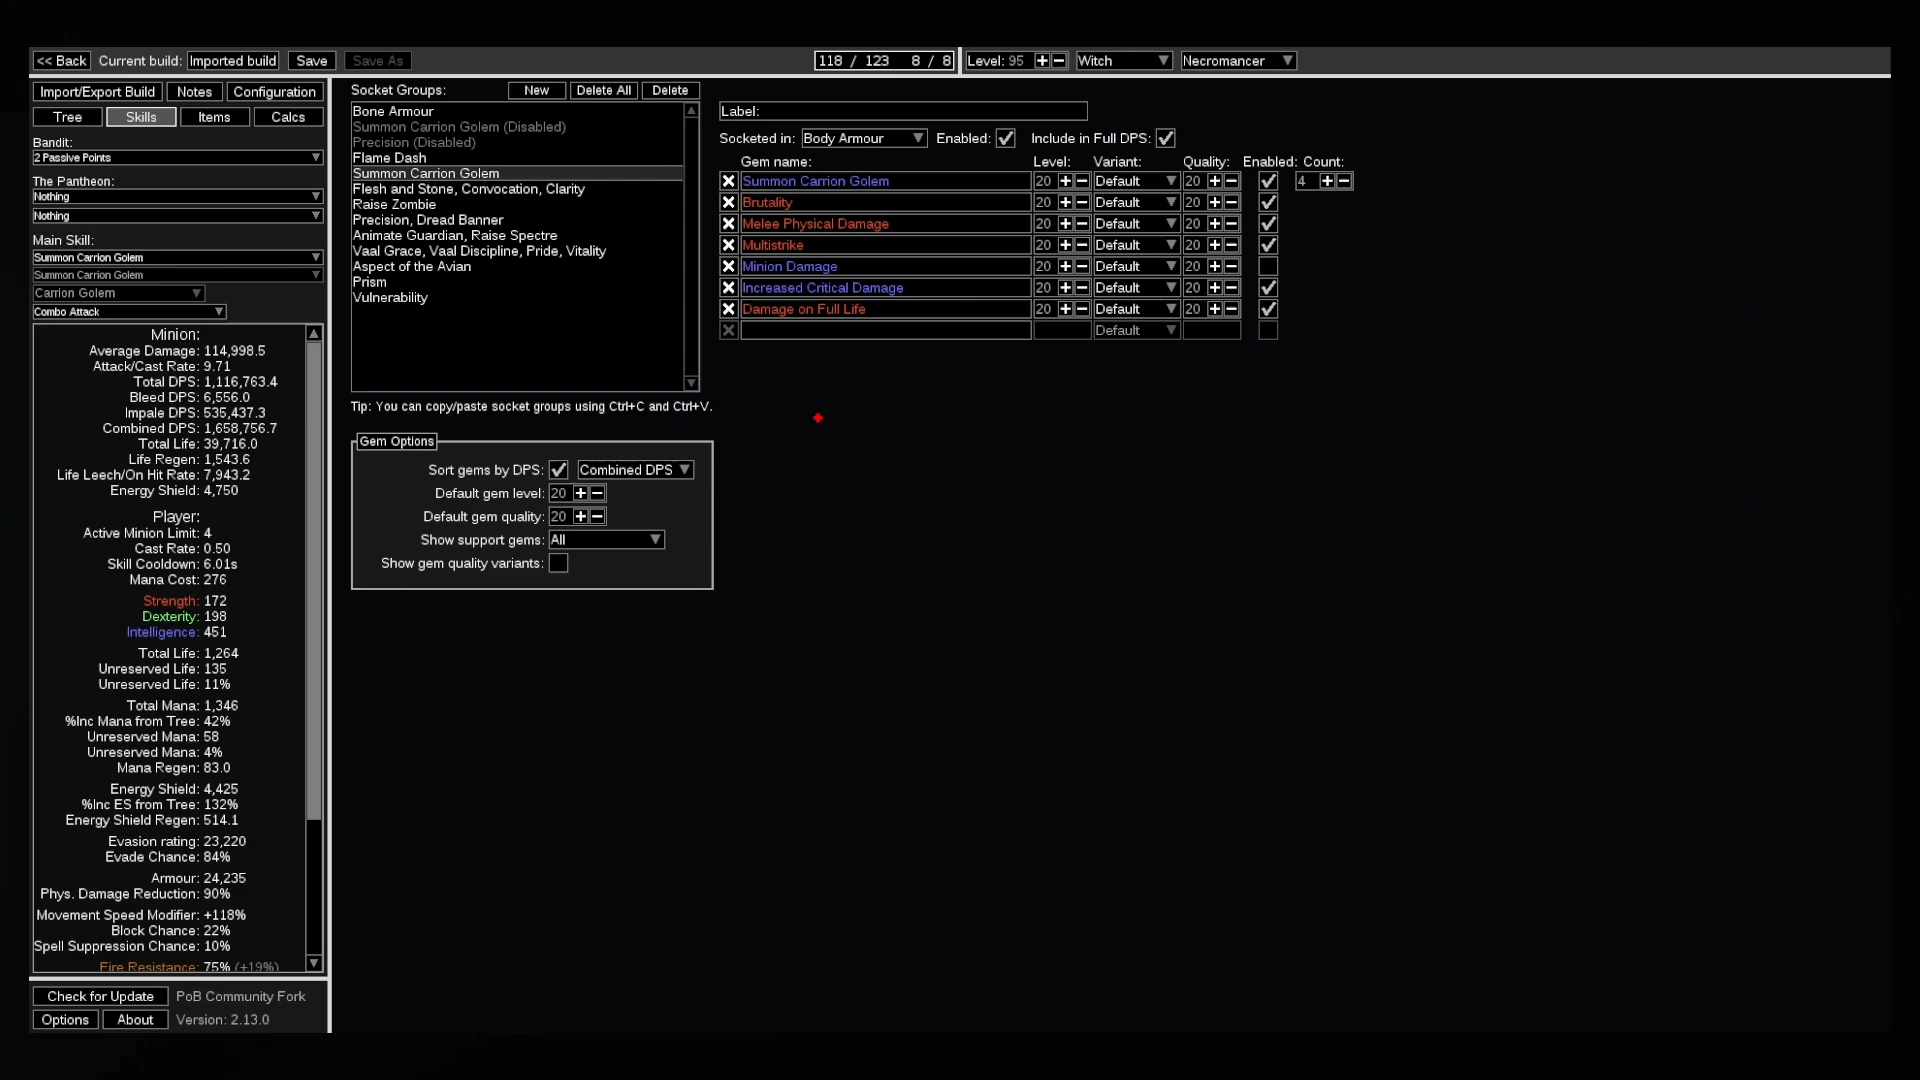 << Back Current build: Imported build Save Save As 118 / 123 8 / 8 Level: 95 Witch Necromancer
Import/Export Build Notes Configuration
Tree Skills Items Calcs
Bandit:
2 Passive Points
The Pantheon:
Nothing
Nothing
Main Skill:
Summon Carrion Golem
Summon Carrion Golem
Carrion Golem
Combo Attack
Minion:
Average Damage: 114,998.5
Attack/Cast Rate: 9.71
Total DPS: 1,116,763.4
Bleed DPS: 6,556.0
Impale DPS: 535,437.3
Combined DPS: 1,658,756.7
Total Life: 39,716.0
Life Regen: 1,543.6
Life Leech/On Hit Rate: 7,943.2
Energy Shield: 4,750
Player:
Active Minion Limit: 4
Cast Rate: 0.50
Skill Cooldown: 6.01s
Mana Cost: 276
Strength: 172
Dexterity: 198
Intelligence: 451
Total Life: 1,264
Unreserved Life: 135
Unreserved Life: 11%
Total Mana: 1,346
%Inc Mana from Tree: 42%
Unreserved Mana: 58
Unreserved Mana: 4%
Mana Regen: 83.0
Energy Shield: 4,425
%Inc ES from Tree: 132%
Energy Shield Regen: 514.1
Evasion rating: 23,220
Evade Chance: 84%
Armour: 24,235
Phys. Damage Reduction: 90%
Movement Speed Modifier: +118%
Block Chance: 22%
Spell Suppression Chance: 10%
Fire Resistance: 75% (+19%)
Check for Update PoB Community Fork
Options About Version: 2.13.0
Socket Groups: New Delete All Delete
Bone Armour
Summon Carrion Golem (Disabled)
Precision (Disabled)
Flame Dash
Summon Carrion Golem
Flesh and Stone, Convocation, Clarity
Raise Zombie
Precision, Dread Banner
Animate Guardian, Raise Spectre
Vaal Grace, Vaal Discipline, Pride, Vitality
Aspect of the Avian
Prism
Vulnerability
Tip: You can copy/paste socket groups using Ctrl+C and Ctrl+V.
Gem Options
Sort gems by DPS: Combined DPS
Default gem level: 20
Default gem quality: 20
Show support gems: All
Show gem quality variants:
Label:
Socketed in: Body Armour Enabled: Include in Full DPS:
Gem name: Level: Variant: Quality: Enabled: Count:
Summon Carrion Golem 20 Default 20 4
Brutality 20 Default 20
Melee Physical Damage 20 Default 20
Multistrike 20 Default 20
Minion Damage 20 Default 20
Increased Critical Damage 20 Default 20
Damage on Full Life 20 Default 20
Default